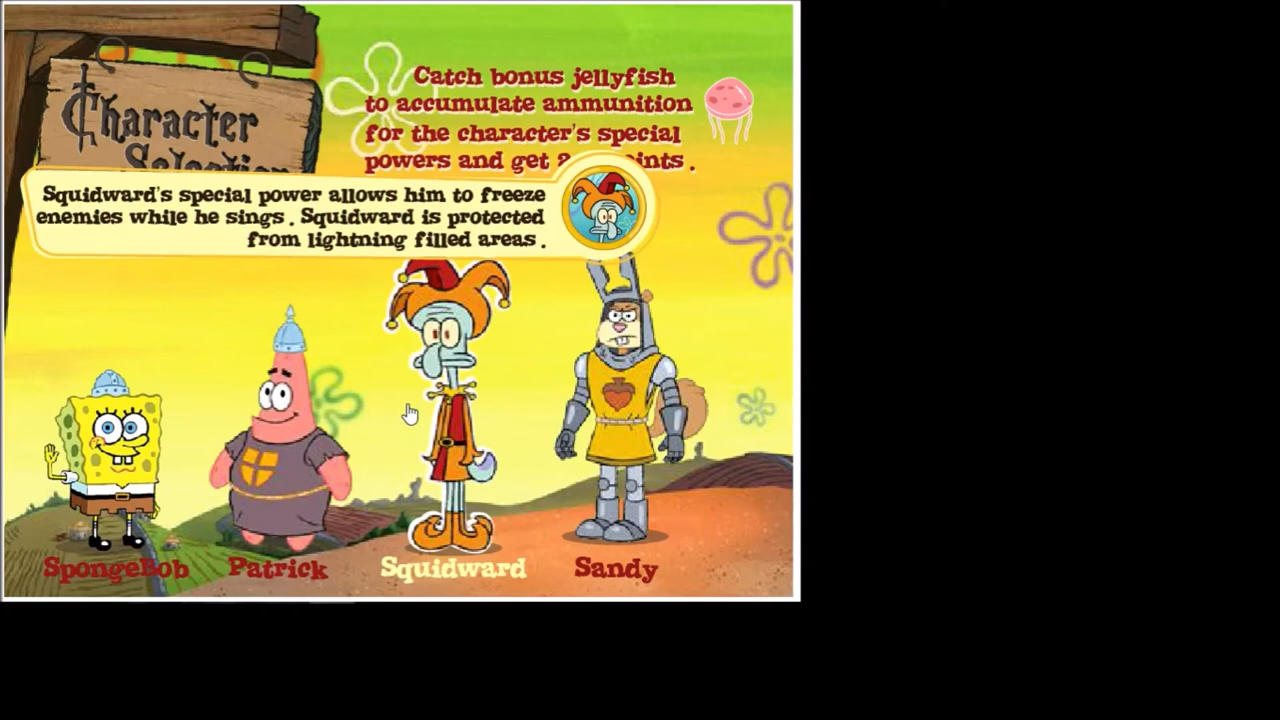 Character
Selection
Catch bonus jellyfish
to accumulate ammunition
for the character's special
powers and get
Squidward's special power allows him to freeze
enemies while he sings. Squidward is protected
from lightning filled areas.
SpongeBob
Patrick
Squidward
Sandy